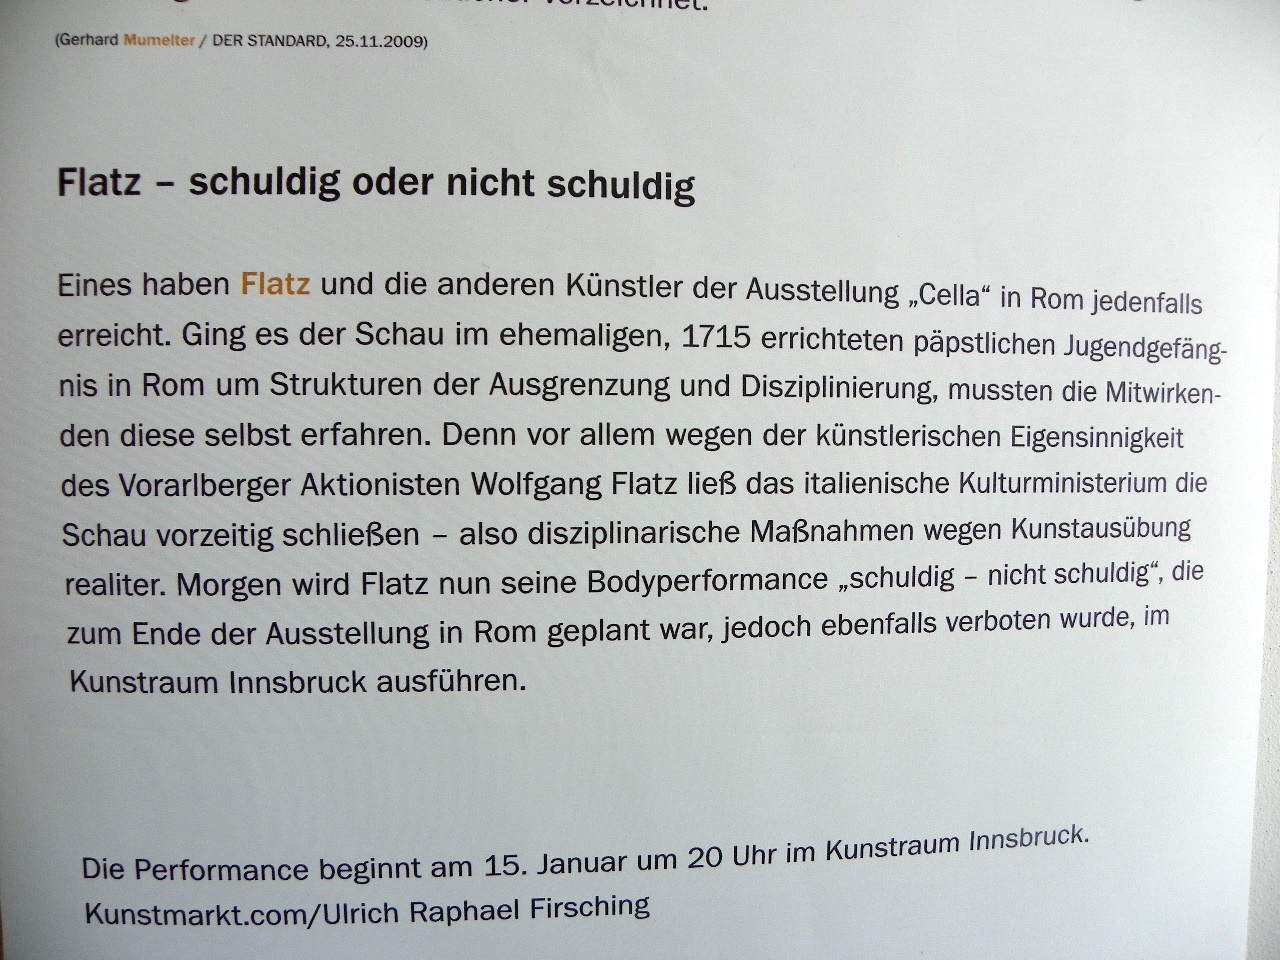 verzeichnet.
(Gerhard Mumelter / DER STANDARD, 25.11.2009)
Flatz – schuldig oder nicht schuldig
Eines haben Flatz und die anderen Künstler der Ausstellung „Cella“ in Rom jedenfalls
erreicht. Ging es der Schau im ehemaligen, 1715 errichteten päpstlichen Jugendgefäng-
nis in Rom um Strukturen der Ausgrenzung und Disziplinierung, mussten die Mitwirken-
den diese selbst erfahren. Denn vor allem wegen der künstlerischen Eigensinnigkeit
des Vorarlberger Aktionisten Wolfgang Flatz ließ das italienische Kulturministerium die
Schau vorzeitig schließen – also disziplinarische Maßnahmen wegen Kunstausübung
realiter. Morgen wird Flatz nun seine Bodyperformance „schuldig – nicht schuldig“, die
zum Ende der Ausstellung in Rom geplant war, jedoch ebenfalls verboten wurde, im
Kunstraum Innsbruck ausführen.
Die Performance beginnt am 15. Januar um 20 Uhr im Kunstraum Innsbruck.
Kunstmarkt.com/Ulrich Raphael Firsching